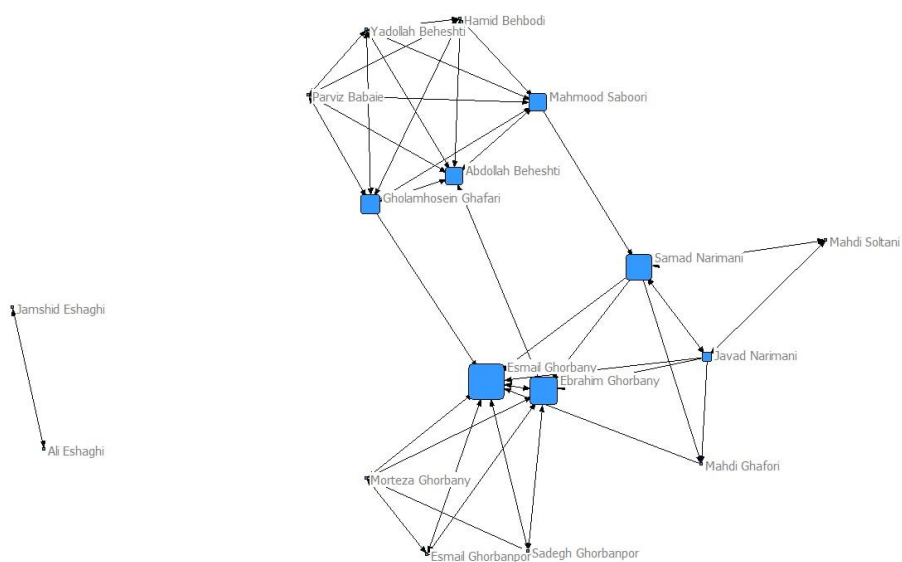 Hamid Behbodi
Yadollah Beheshti
Parviz Babaie
Mahmood Saboori
Abdollah Beheshti
Gholamhosein Ghafari
Mahdi Soltani
Samad Narimani
Jamshid Eshaghi
Javad Narimani
Esmail Ghorbany
Ebrahim Ghorbany
Ali Eshaghi
Mahdi Ghafori
Morteza Ghorbany
Sadegh Ghorbanpor
Esmail Ghorbanpor